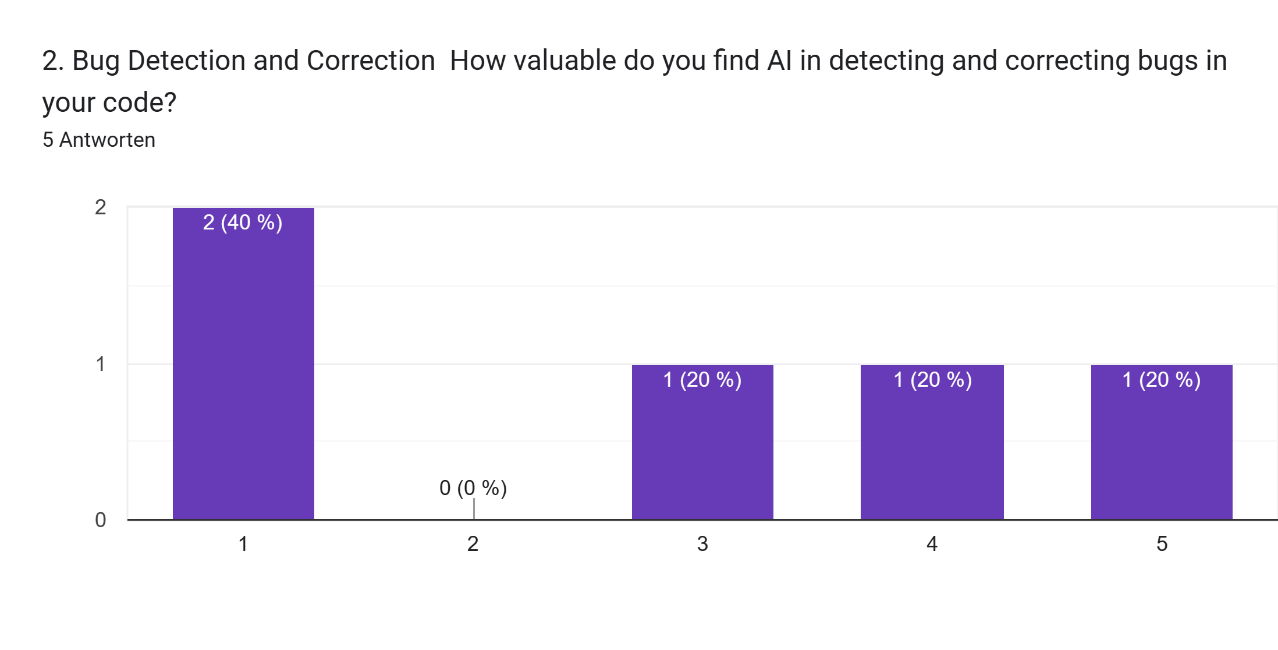 2. Bug Detection and Correction  How valuable do you find AI in detecting and correcting bugs in
your code?
5 Antworten
2
2 (40 %)
1
1 (20 %)
1 (20 %)
1 (20 %)
0 (0 %)
0
1
2
3
4
5